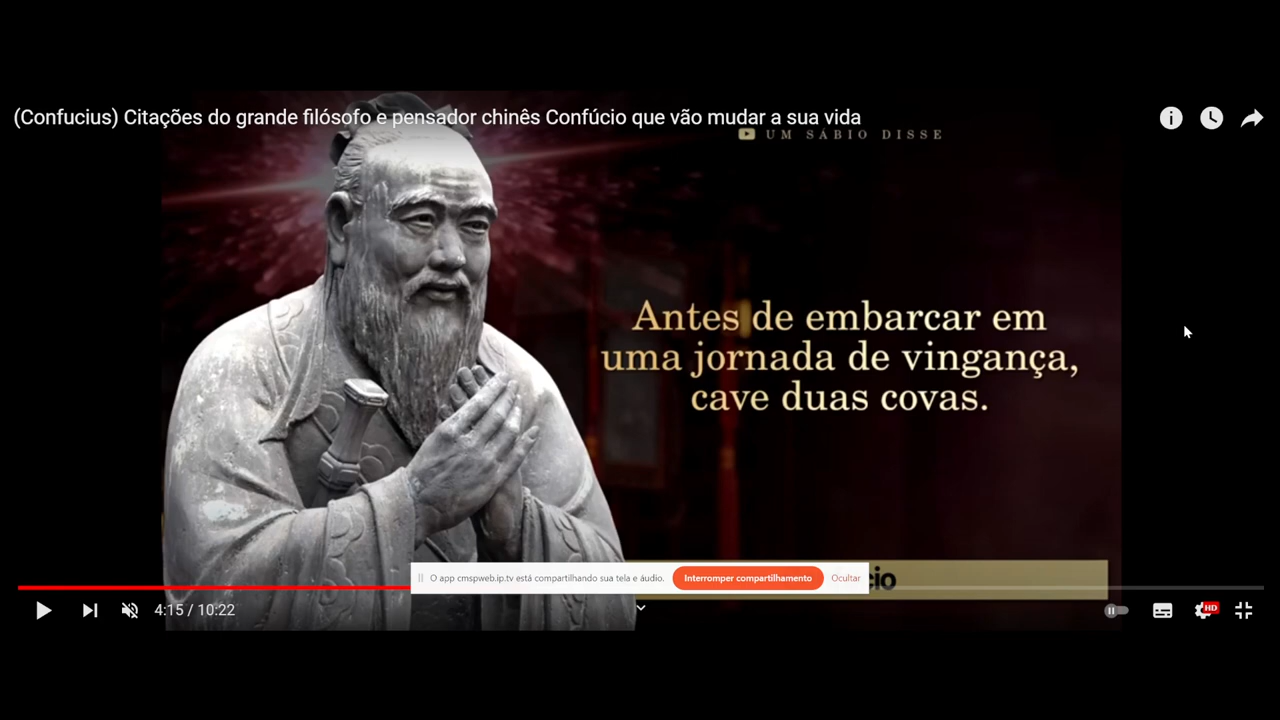 (Confucius) Citações do grande filósofo e pensador chinês Confúcio que vão mudar a sua vida
UM SÁBIO DISSE
Antes de embarcar em
uma jornada de vingança,
cave duas covas.
O app cmspweb.ip.tv está compartilhando sua tela e áudio.
Interromper compartilhamento
Ocultar
cio
4:15 / 10:22
HD